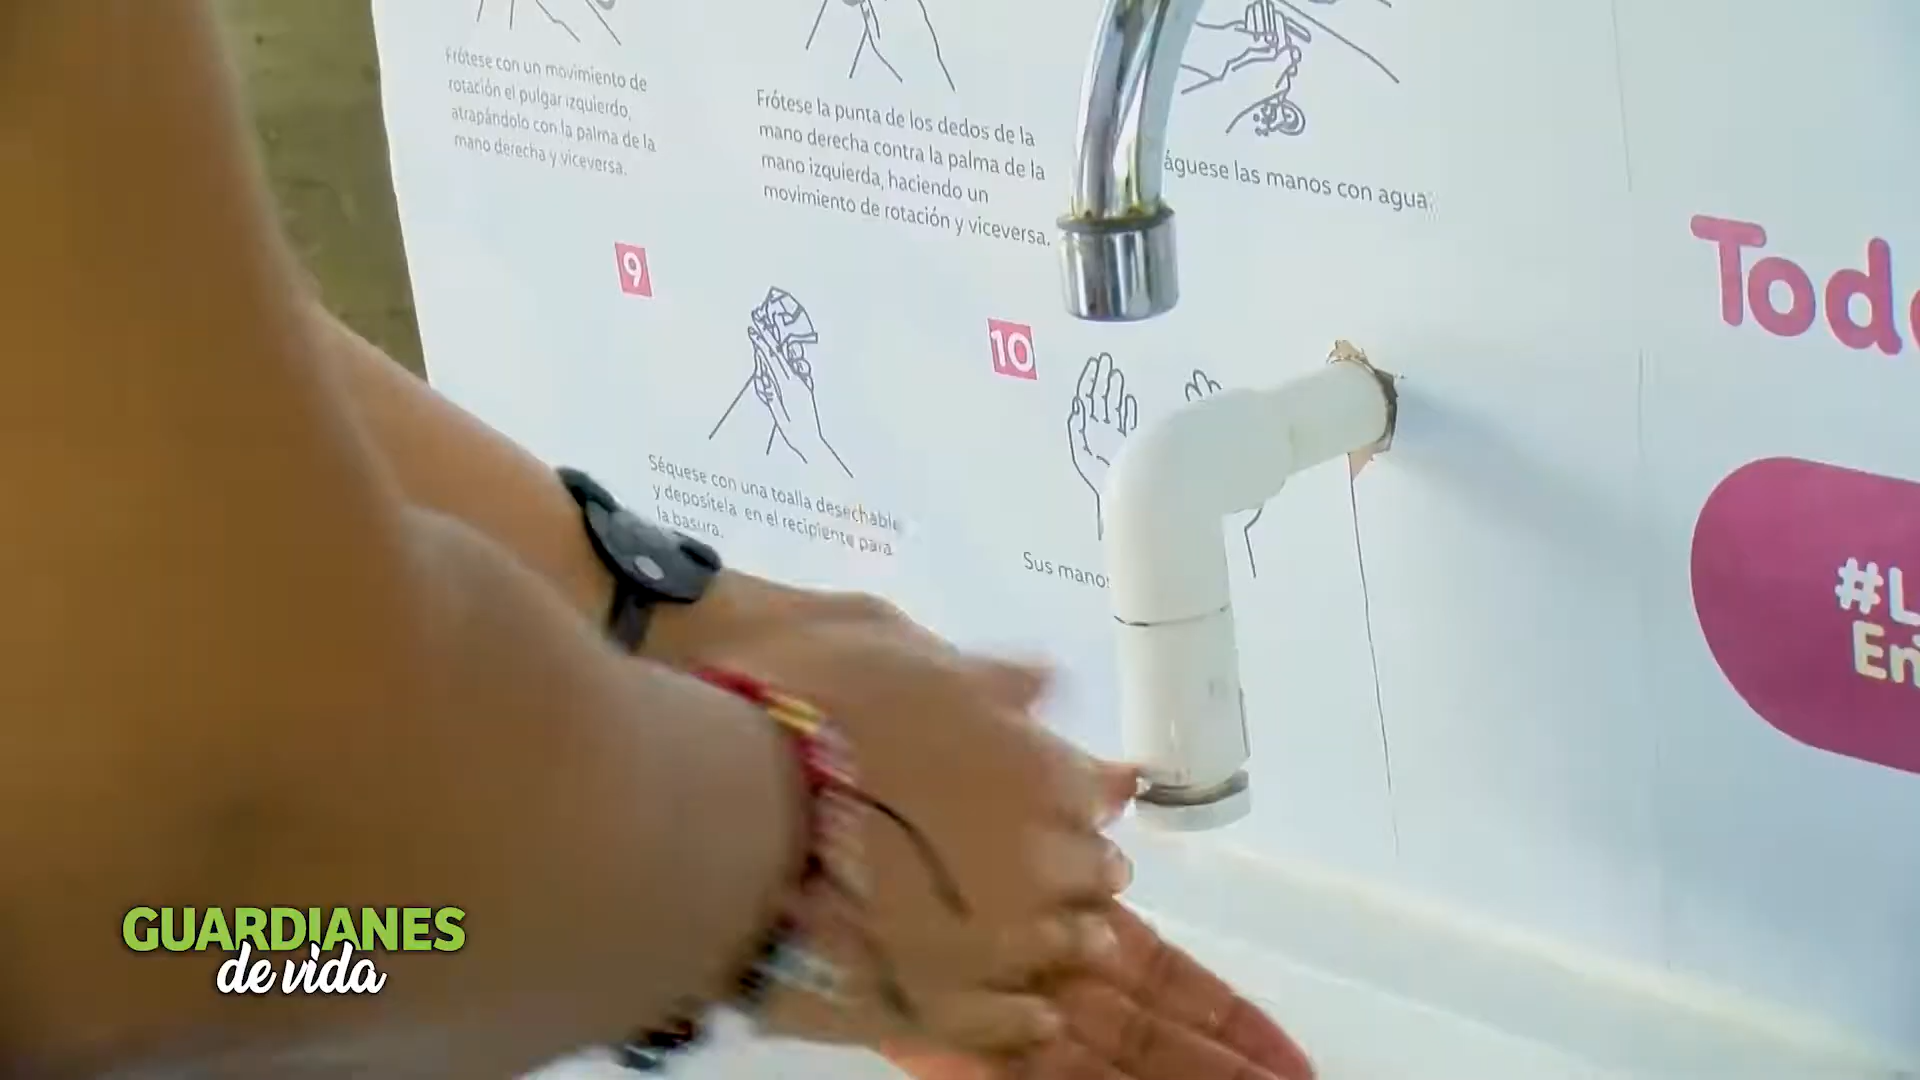 Frótese con un movimiento de
rotación el pulgar izquierdo,
atrapándolo con la palma de la
mano derecha y viceversa.
Frótese la punta de los dedos de la
mano derecha contra la palma de la
mano izquierda, haciendo un
movimiento de rotación y viceversa.
águese las manos con agua.
9
Séquese con una toalla desechable
y deposítela en el recipiente para
la basura.
10
Sus manos
Tod
#L
En
GUARDIANES
de vida